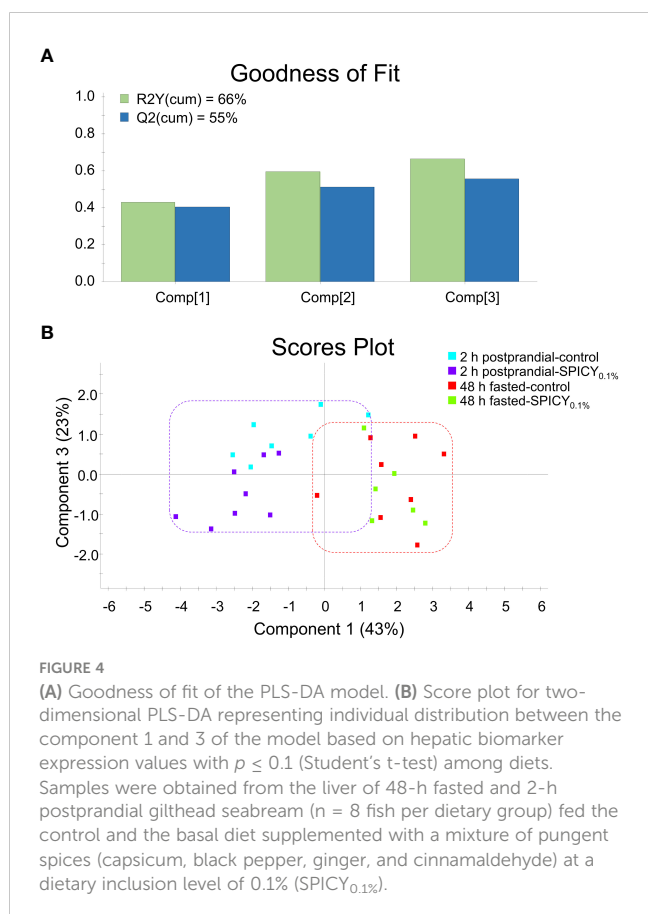 A
Goodness of Fit
1.0
R2Y(cum) = 66%
Q2(cum) = 55%
0.8
0.6
0.4
0.2
0.0
Comp[1] Comp[2] Comp[3]
B
Scores Plot
2 h postprandial-control
2 h postprandial-SPICY0.1%
48 h fasted-control
48 h fasted-SPICY0.1%
Component 3 (23%)
2.0
1.0
0.0
-1.0
-2.0
-6 -5 -4 -3 -2 -1 0 1 2 3 4 5 6
Component 1 (43%)
FIGURE 4
(A) Goodness of fit of the PLS-DA model. (B) Score plot for two-
dimensional PLS-DA representing individual distribution between the
component 1 and 3 of the model based on hepatic biomarker
expression values with p ≤ 0.1 (Student's t-test) among diets.
Samples were obtained from the liver of 48-h fasted and 2-h
postprandial gilthead seabream (n = 8 fish per dietary group) fed the
control and the basal diet supplemented with a mixture of pungent
spices (capsicum, black pepper, ginger, and cinnamaldehyde) at a
dietary inclusion level of 0.1% (SPICY0.1%).